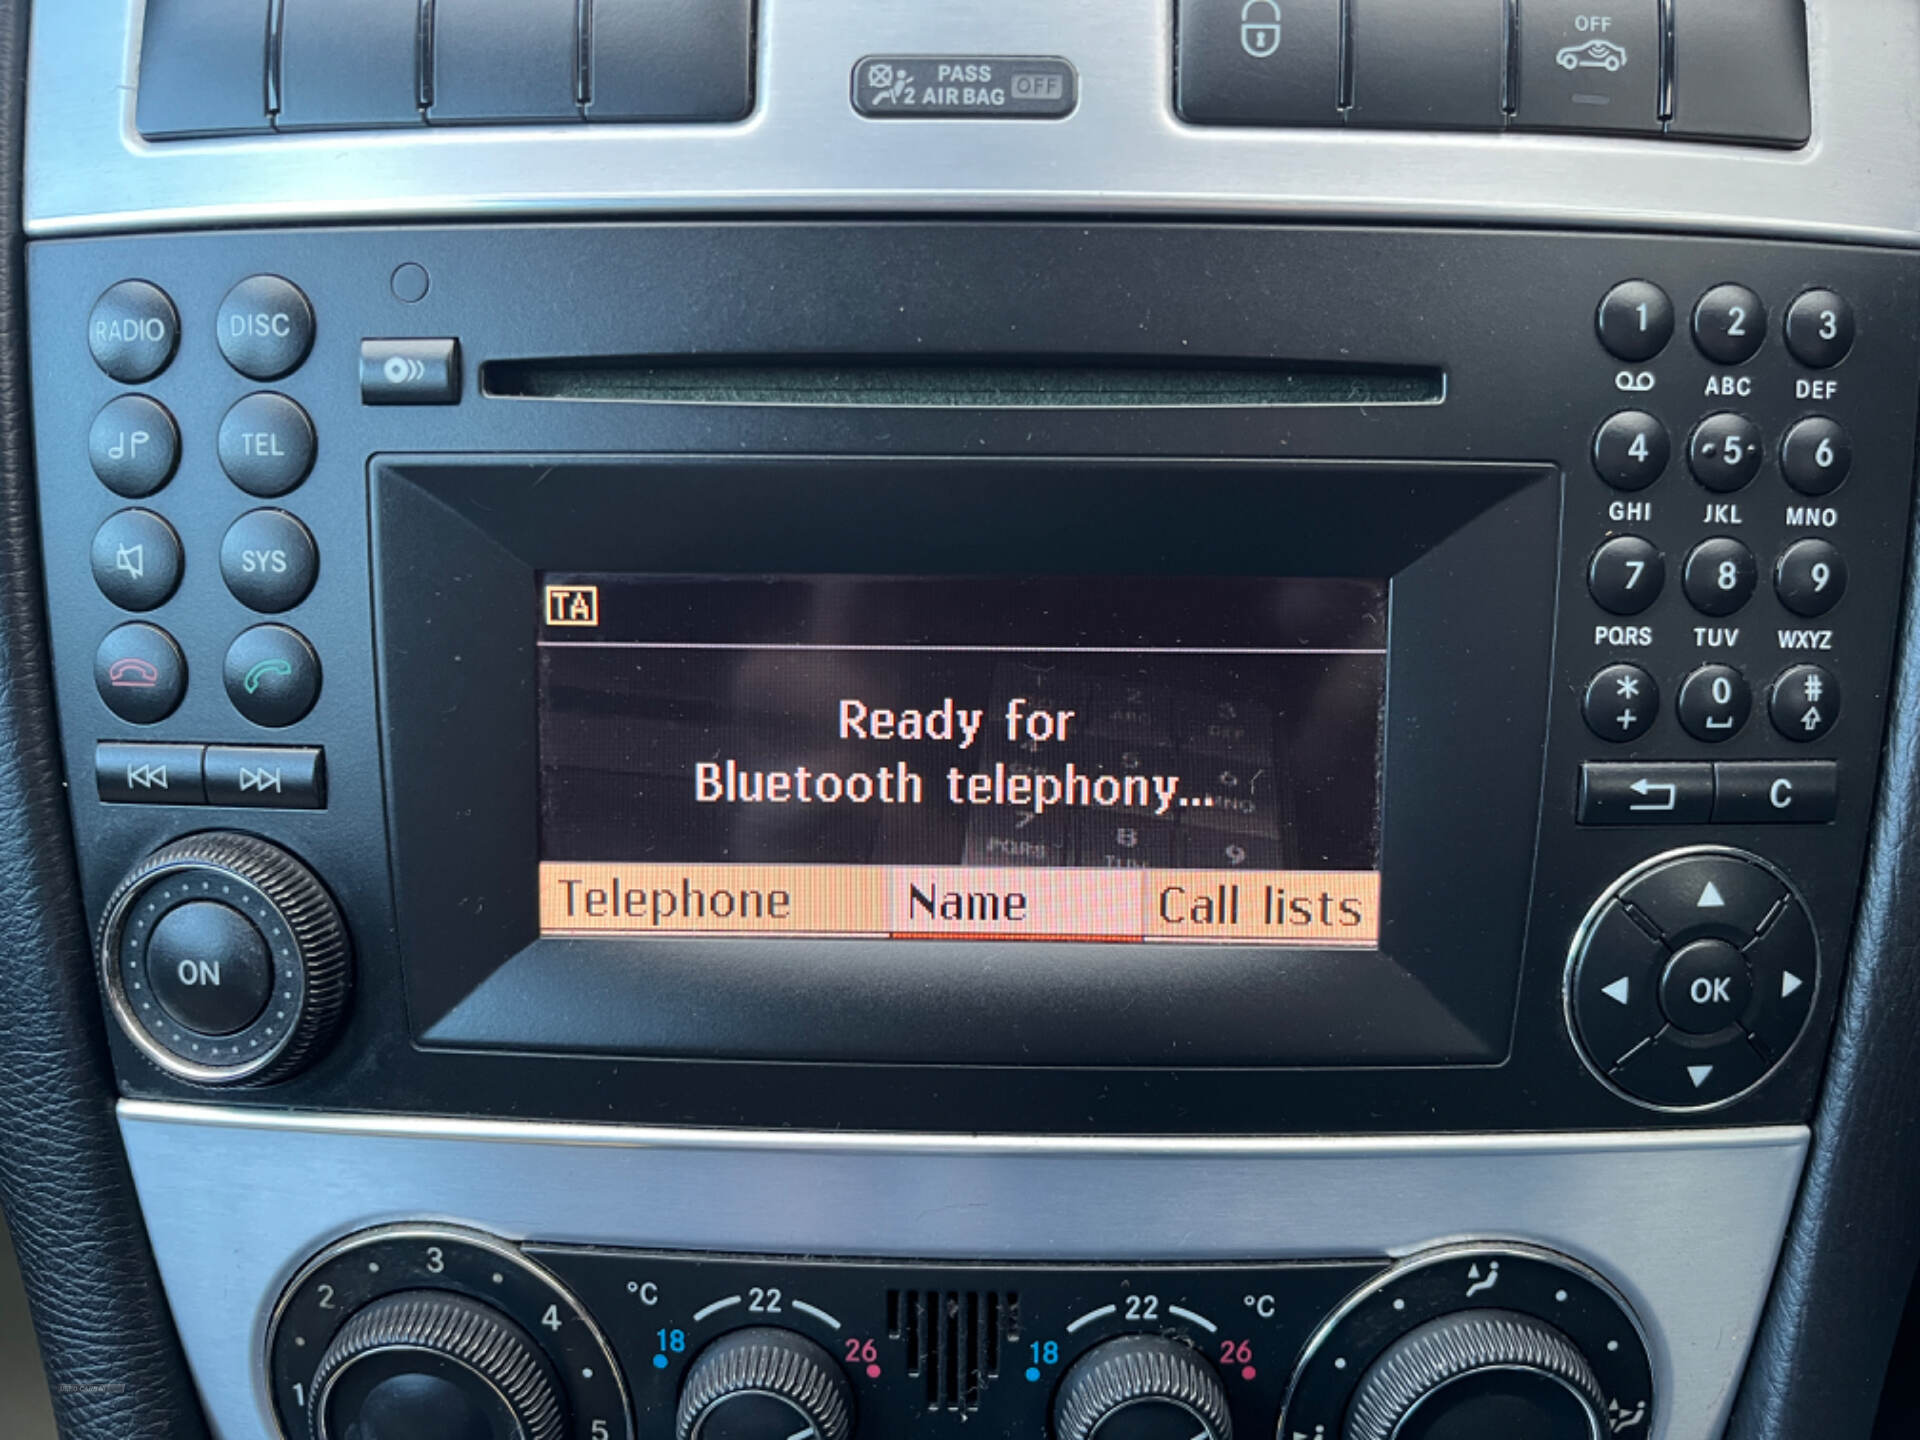 OFF
PASS
2 AIRBAG OFF
RADIO DISC
TEL
SYS
ON
TA
Ready for
Bluetooth telephony...
Telephone Name Call lists
1 2 3
ABC DEF
4 5 6
GHI JKL MNO
7 8 9
PQRS TUV WXYZ
* 0 #
+
C
OK
1 2 3 4 5
°C 22 22 °C
18 26 18 26